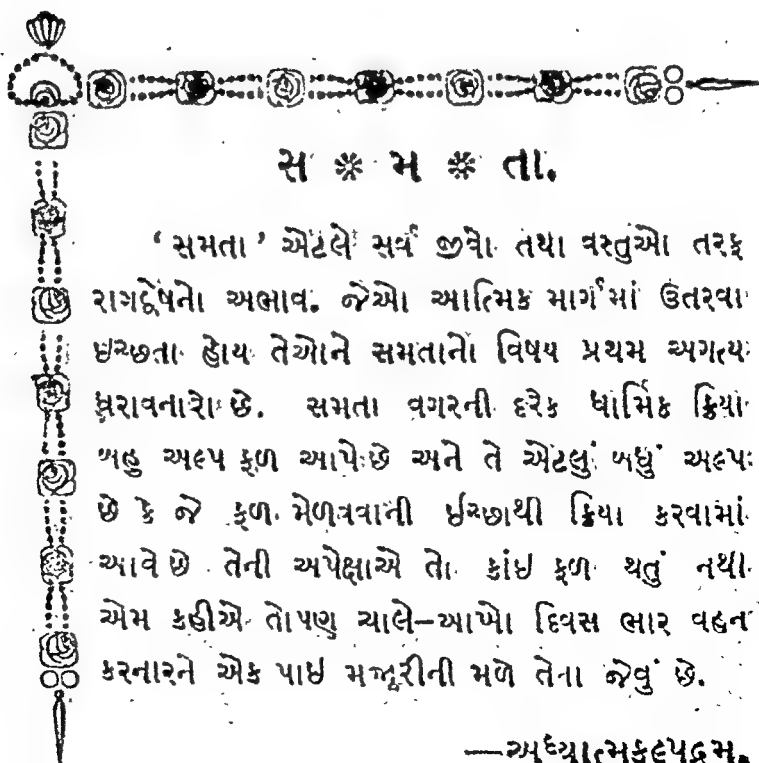 સ * મ * તા.
‘ સમતા ’ એટલે સર્વ જીવો તથા વસ્તુઓ તરફ
રાગદ્વેષનો અભાવ. જેઓ આત્મિક માર્ગમાં ઉતરવા
ઇચ્છતા હોય તેઓને સમતાનો વિષય પ્રથમ અગત્ય
ધરાવનારો છે. સમતા વગરની દરેક ધાર્મિક ક્રિયા
બહુ અલ્પ ફળ આપે છે અને તે એટલું બધું અલ્પ
છે કે જે ફળ મેળવવાની ઈચ્છાથી ક્રિયા કરવામાં
આવે છે તેની અપેક્ષાએ તો કાંઇ ફળ થતું નથી
એમ કહીએ તોપણ ચાલે–આખો દિવસ ભાર વહન
કરનારને એક પાઇ મજૂરીની મળે તેના જેવું છે.
—અધ્યાત્મકલ્પદ્રુમ.